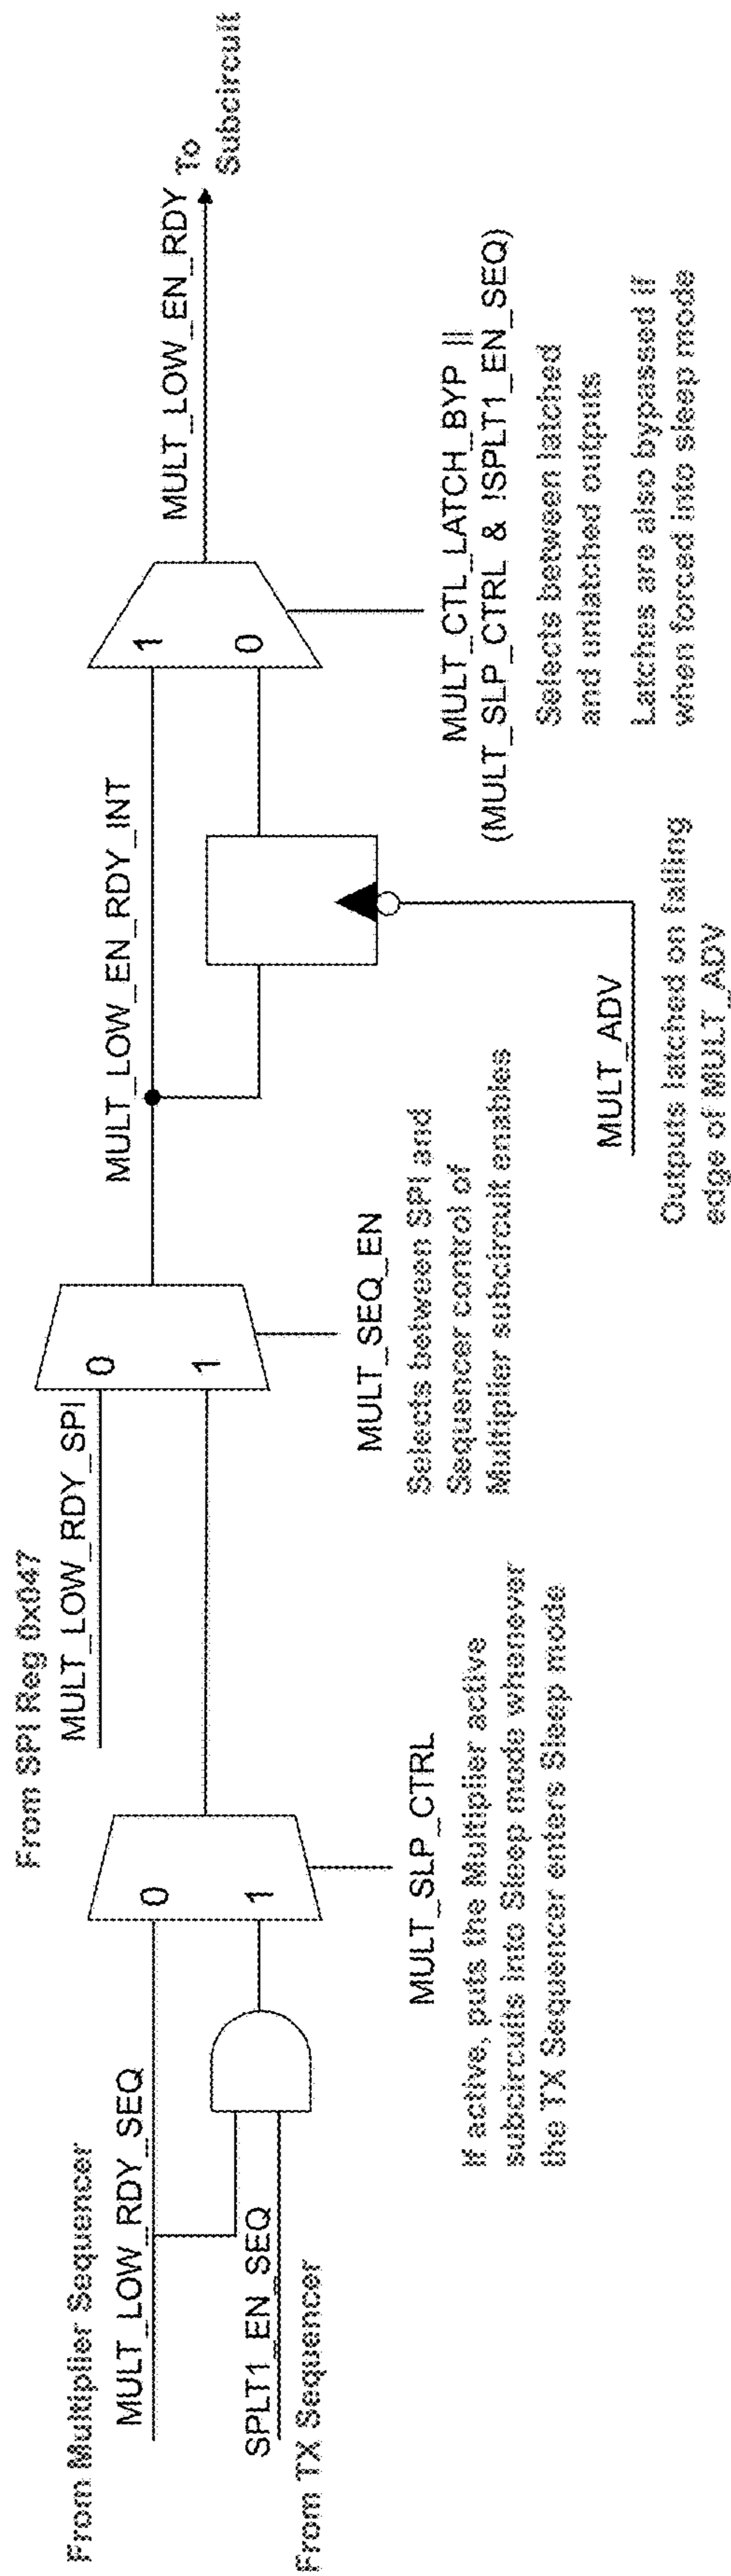 From Multiplier Sequencer
MULT_LOW_RDY_SEQ
SPLT1_EN_SEQ
From TX Sequencer
0
1
MULT_SLP_CTRL
If active, puts the Multiplier active
subcircuits into Sleep mode whenever
the TX Sequencer enters Sleep mode
From SPI Reg 0x047
MULT_LOW_RDY_SPI
0
1
MULT_SEQ_EN
Selects between SPI and
Sequencer control of
Multiplier subcircuit enables
MULT_LOW_EN_RDY_INT
MULT_ADV
Outputs latched on falling
edge of MULT_ADV
1
0
MULT_CTL_LATCH_BYP ||
(MULT_SLP_CTRL & !SPLT1_EN_SEQ)
Selects between latched
and unlatched outputs
Latches are also bypassed if
when forced into sleep mode
MULT_LOW_EN_RDY
To
Subcircuit